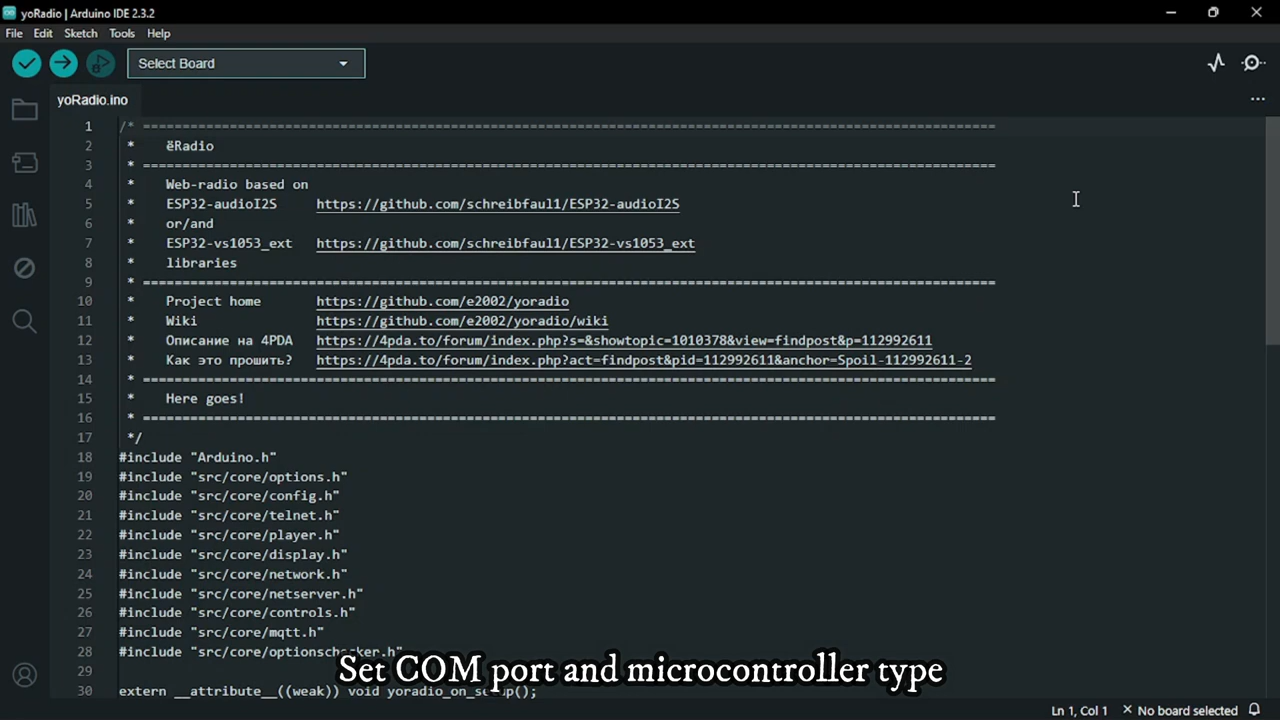 yoRadio | Arduino IDE 2.3.2
File Edit Sketch Tools Help
Select Board
yoRadio.ino
1 /* ============================================================================================================
2 * ёRadio
3 * ============================================================================================================
4 * Web-radio based on
5 * ESP32-audioI2S https://github.com/schreibfaul1/ESP32-audioI2S
6 * or/and
7 * ESP32-vs1053_ext https://github.com/schreibfaul1/ESP32-vs1053_ext
8 * libraries
9 * ============================================================================================================
10 * Project home https://github.com/e2002/yoradio
11 * Wiki https://github.com/e2002/yoradio/wiki
12 * Описание на 4PDA https://4pda.to/forum/index.php?s=&showtopic=1010378&view=findpost&p=112992611
13 * Как это прошить? https://4pda.to/forum/index.php?act=findpost&pid=112992611&anchor=Spoil-112992611-2
14 * ============================================================================================================
15 * Here goes!
16 * ============================================================================================================
17 */
18 #include "Arduino.h"
19 #include "src/core/options.h"
20 #include "src/core/config.h"
21 #include "src/core/telnet.h"
22 #include "src/core/player.h"
23 #include "src/core/display.h"
24 #include "src/core/network.h"
25 #include "src/core/netserver.h"
26 #include "src/core/controls.h"
27 #include "src/core/mqtt.h"
28 #include "src/core/optionschecker.h"
29
30 extern __attribute__((weak)) void yoradio_on_setup();
Set COM port and microcontroller type
Ln 1, Col 1 × No board selected